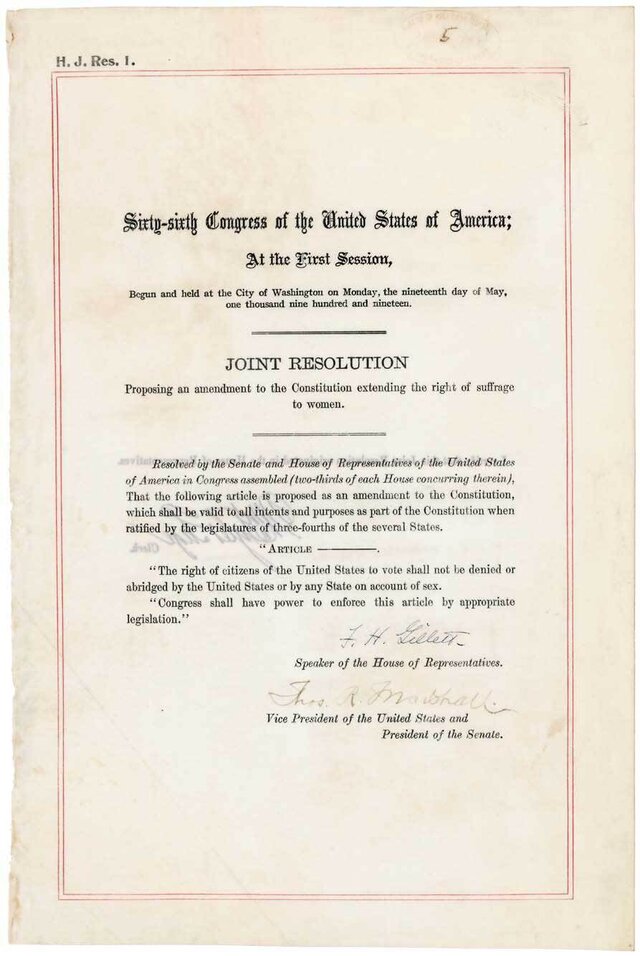 5
H. J. Res. 1.
Sixty-sixth Congress of the United States of America;
At the First Session,
Begun and held at the City of Washington on Monday, the nineteenth day of May,
one thousand nine hundred and nineteen.
JOINT RESOLUTION
Proposing an amendment to the Constitution extending the right of suffrage
to women.
Resolved by the Senate and House of Representatives of the United States
of America in Congress assembled (two-thirds of each House concurring therein),
That the following article is proposed as an amendment to the Constitution,
which shall be valid to all intents and purposes as part of the Constitution when
ratified by the legislatures of three-fourths of the several States.
"ARTICLE ———.
"The right of citizens of the United States to vote shall not be denied or
abridged by the United States or by any State on account of sex.
"Congress shall have power to enforce this article by appropriate
legislation."
F. H. Gillett
Speaker of the House of Representatives.
Thos. R. Marshall.
Vice President of the United States and
President of the Senate.